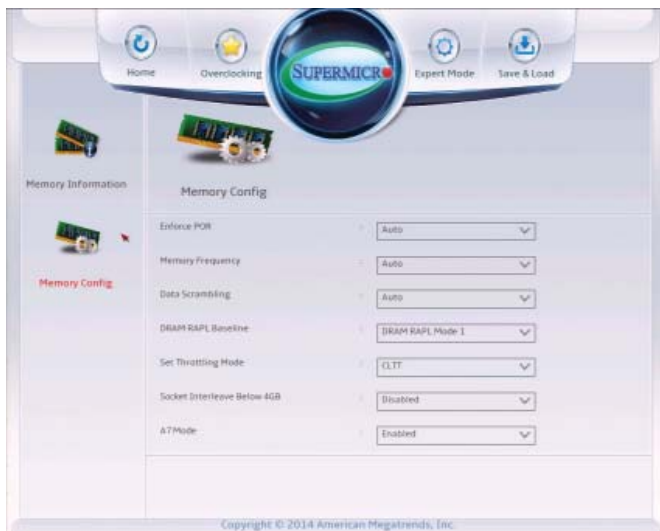 Home
Overclocking
SUPERMICRO
Expert Mode
Save & Load
Memory Information
Memory Config
Memory Config
Enforce POR
Auto
Memory Frequency
Auto
Data Scrambling
Auto
DRAM RAPL Baseline
DRAM RAPL Mode 1
Set Throttling Mode
CLTT
Socket Interleave Below 4GB
Disabled
A7 Mode
Enabled
Copyright © 2014 American Megatrends, Inc.